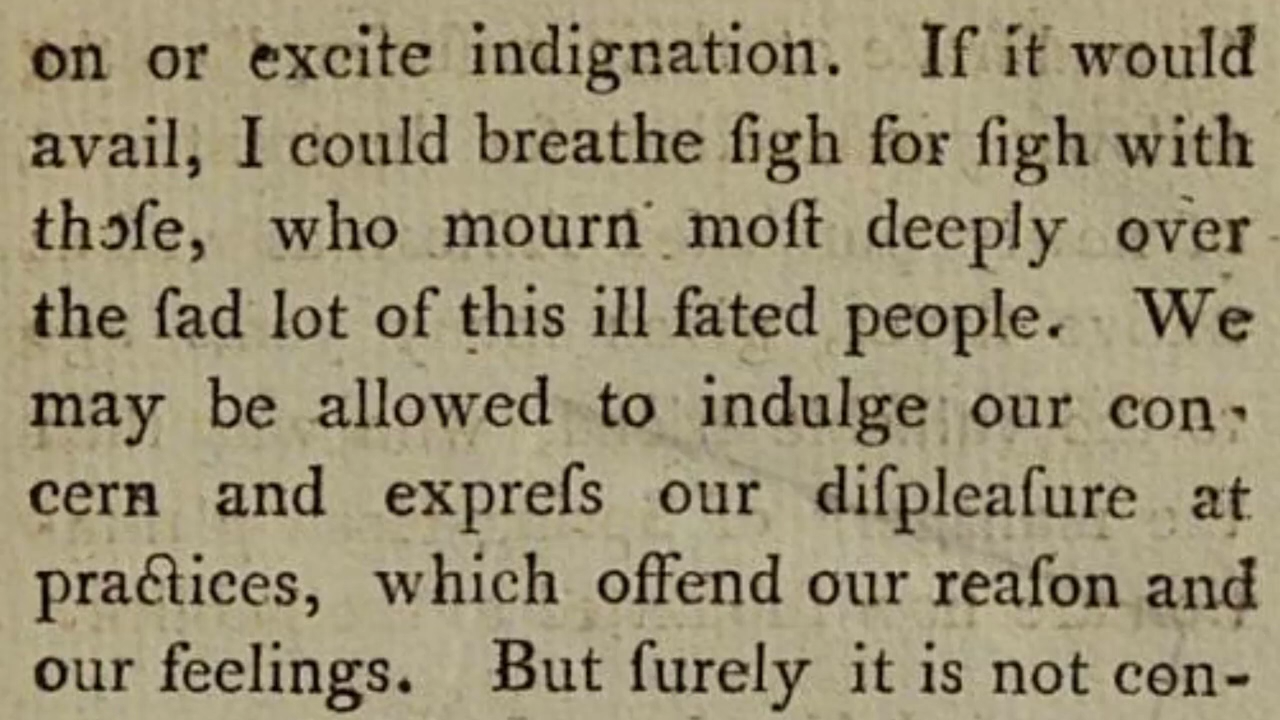 on or excite indignation. If it would
avail, I could breathe ſigh for ſigh with
thoſe, who mourn moſt deeply over
the ſad lot of this ill fated people. We
may be allowed to indulge our con-
cern and expreſs our diſpleaſure at
practices, which offend our reaſon and
our feelings. But ſurely it is not con-